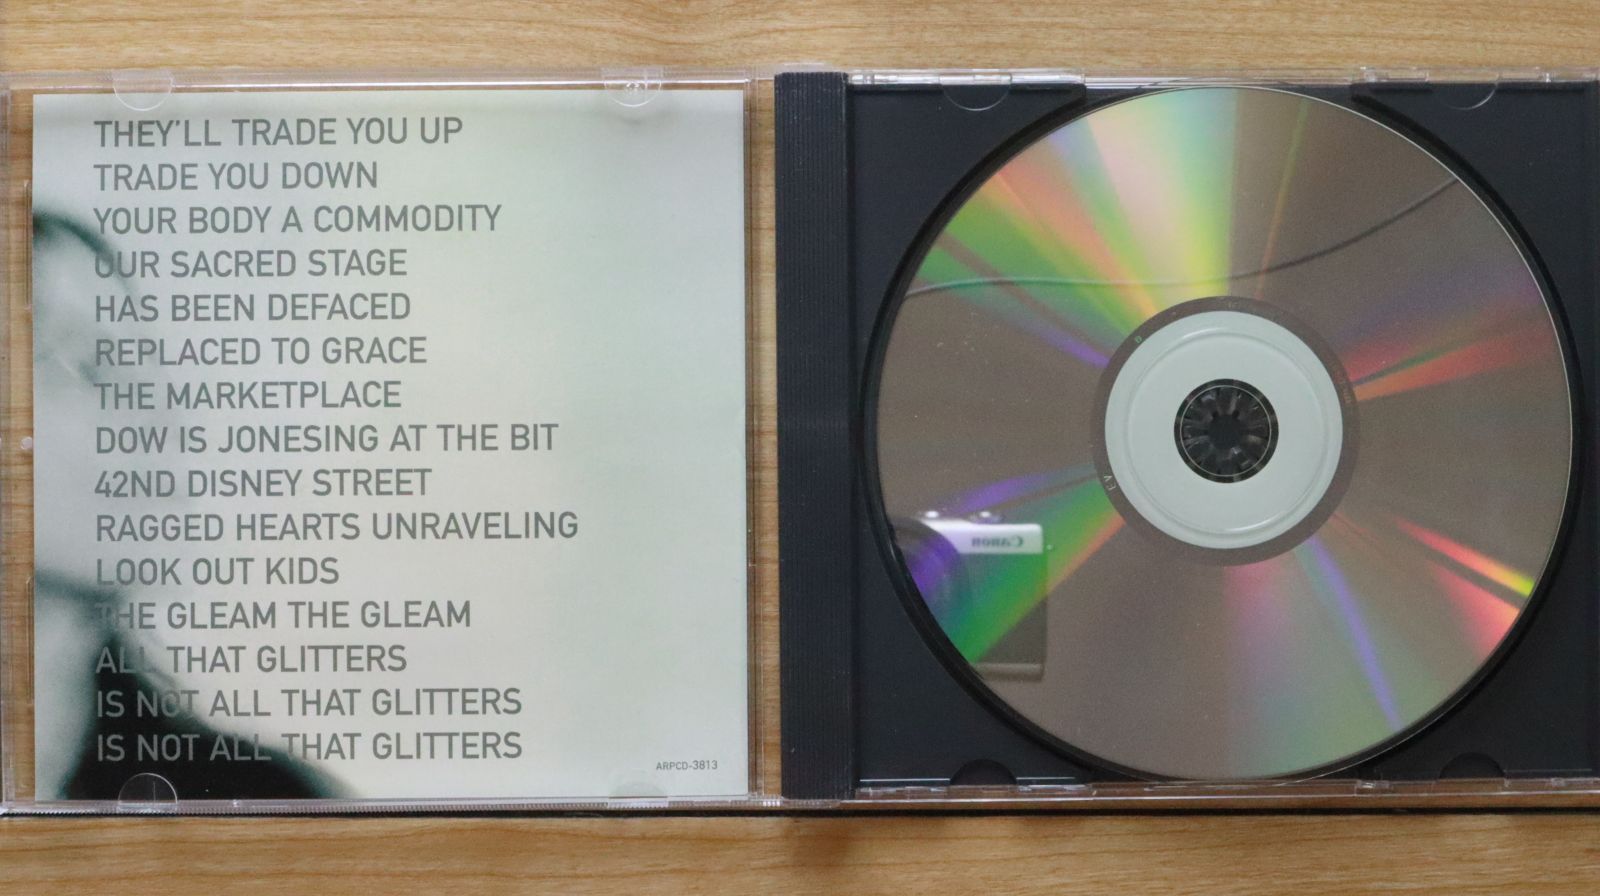 THEY'LL TRADE YOU UP
TRADE YOU DOWN
YOUR BODY A COMMODITY
OUR SACRED STAGE
HAS BEEN DEFACED
REPLACED TO GRACE
THE MARKETPLACE
DOW IS JONESING AT THE BIT
42ND DISNEY STREET
RAGGED HEARTS UNRAVELING
LOOK OUT KIDS
THE GLEAM THE GLEAM
ALL THAT GLITTERS
IS NOT ALL THAT GLITTERS
IS NOT ALL THAT GLITTERS
ARPCD-3813
Canon